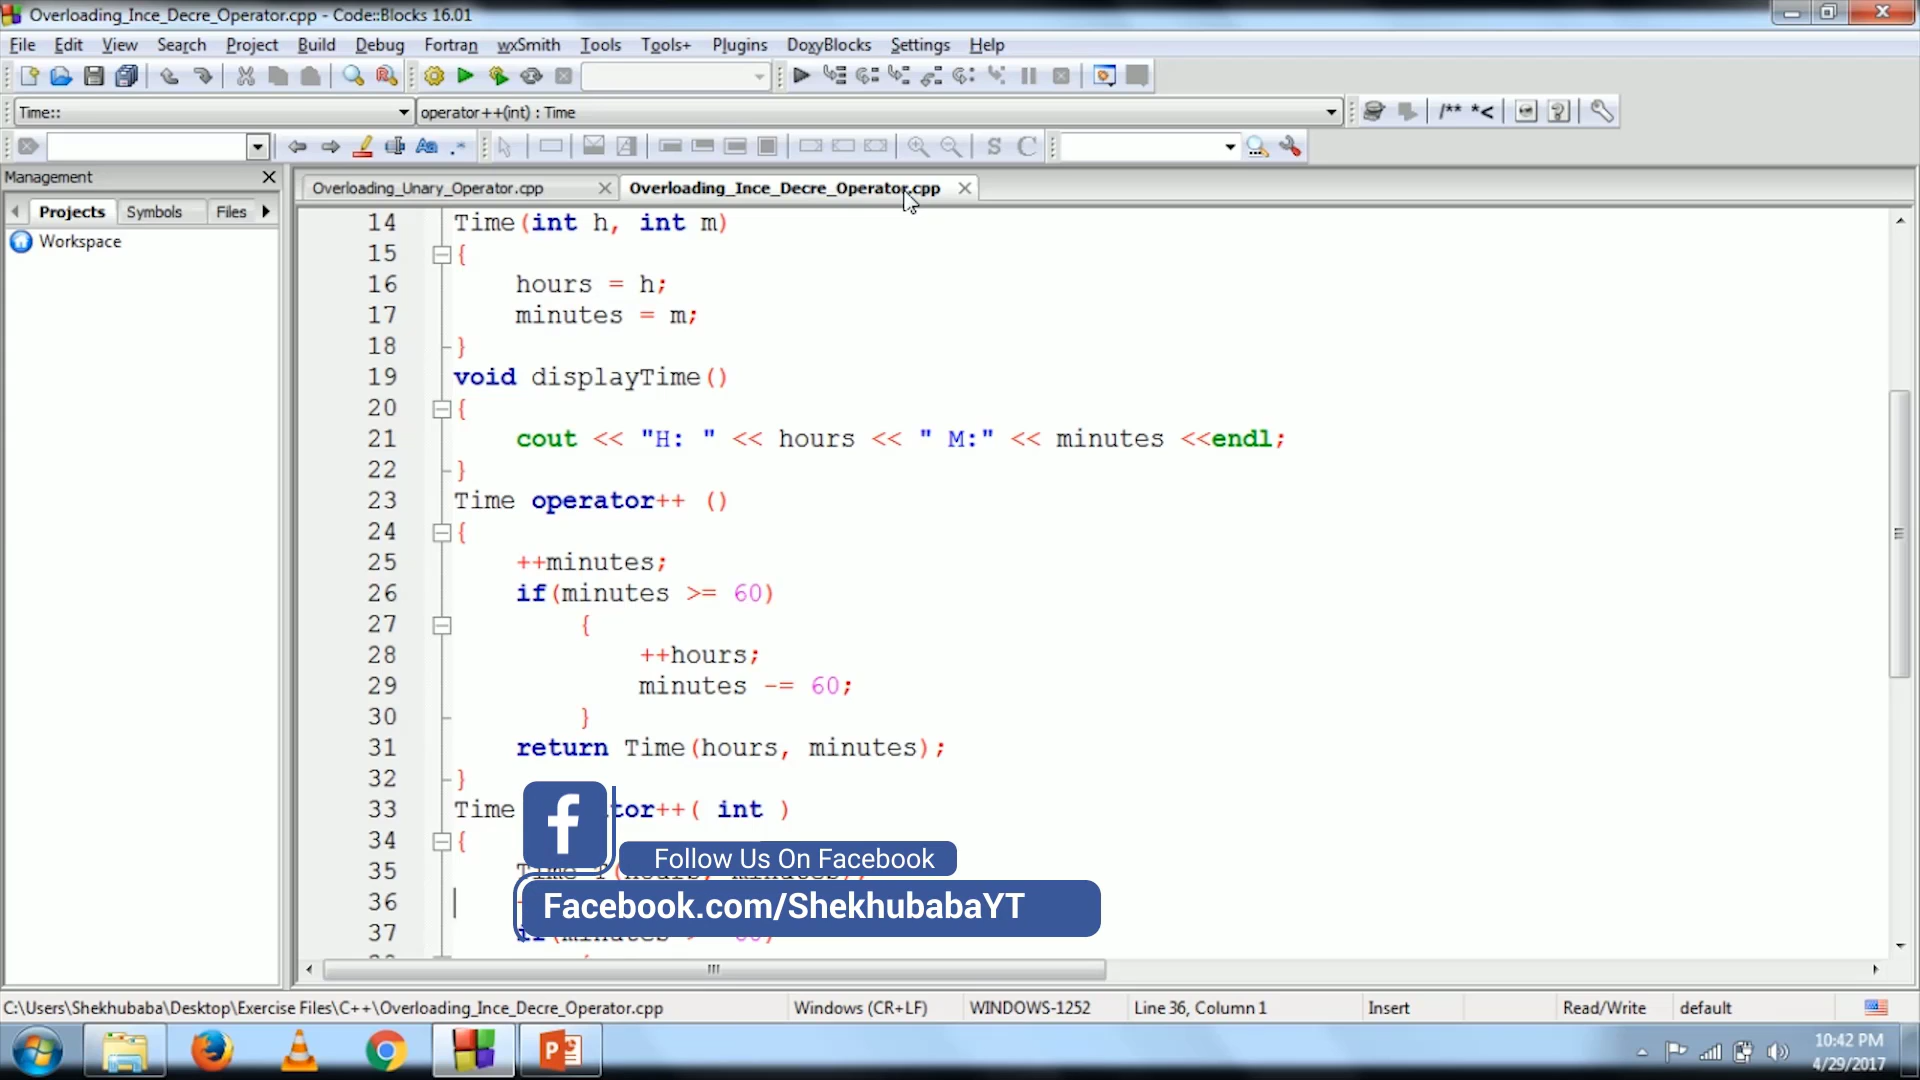 Overloading_Ince_Decre_Operator.cpp - Code::Blocks 16.01
File Edit View Search Project Build Debug Fortran wxSmith Tools Tools+ Plugins DoxyBlocks Settings Help
Time:: operator++(int) : Time
/** *<
S C
Management
Projects Symbols Files
Workspace
Overloading_Unary_Operator.cpp Overloading_Ince_Decre_Operator.cpp
14 Time(int h, int m)
15 {
16 hours = h;
17 minutes = m;
18 }
19 void displayTime()
20 {
21 cout << "H: " << hours << " M:" << minutes <<endl;
22 }
23 Time operator++ ()
24 {
25 ++minutes;
26 if(minutes >= 60)
27 {
28 ++hours;
29 minutes -= 60;
30 }
31 return Time(hours, minutes);
32 }
33 Time tor++( int )
34 {
35
36
37
Follow Us On Facebook
Facebook.com/ShekhubabaYT
C:\Users\Shekhubaba\Desktop\Exercise Files\C++\Overloading_Ince_Decre_Operator.cpp Windows (CR+LF) WINDOWS-1252 Line 36, Column 1 Insert Read/Write default
10:42 PM
4/29/2017